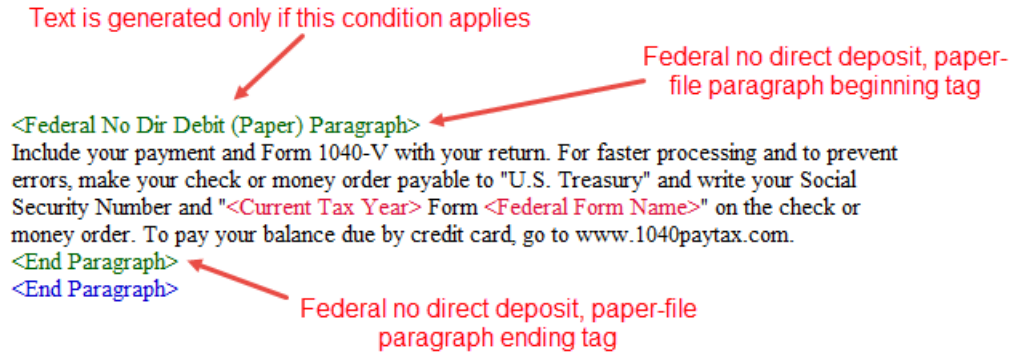 Text is generated only if this condition applies
Federal no direct deposit, paper-
file paragraph beginning tag
<Federal No Dir Debit (Paper) Paragraph>
Include your payment and Form 1040-V with your return. For faster processing and to prevent
errors, make your check or money order payable to "U.S. Treasury" and write your Social
Security Number and "<Current Tax Year> Form <Federal Form Name>" on the check or
money order. To pay your balance due by credit card, go to www.1040paytax.com.
<End Paragraph>
<End Paragraph>
Federal no direct deposit, paper-file
paragraph ending tag